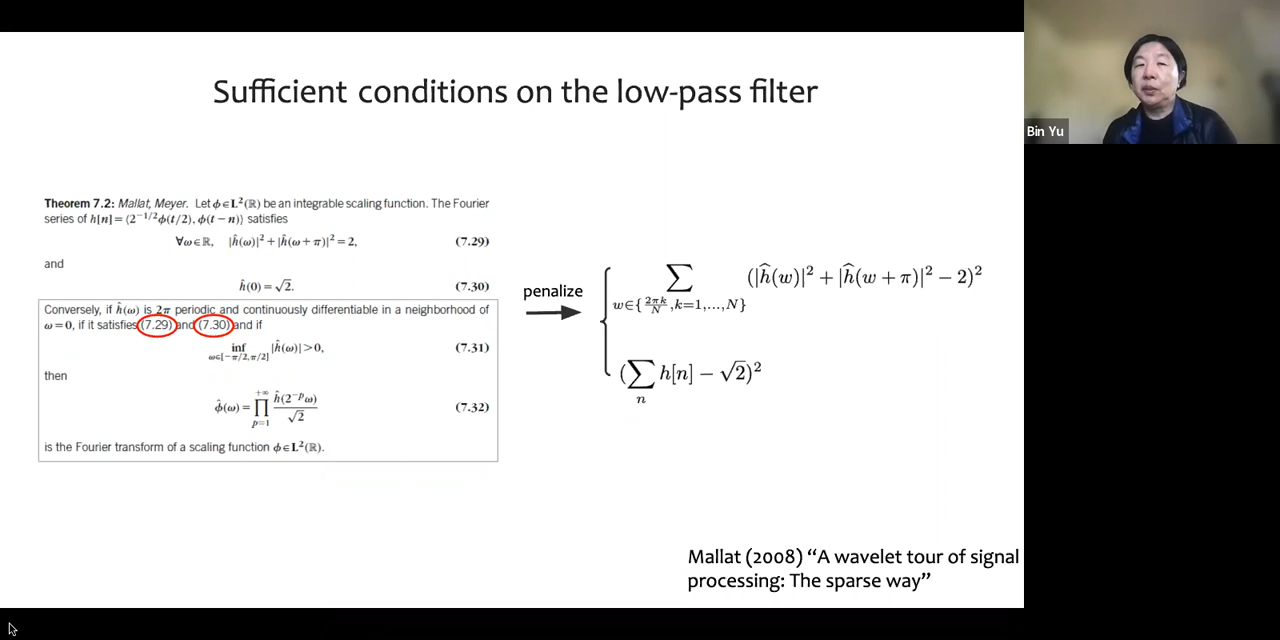 Sufficient conditions on the low-pass filter
Bin Yu
Theorem 7.2: Mallat, Meyer. Let ϕ∈L²(ℝ) be an integrable scaling function. The Fourier
series of h[n]=⟨2^{−1/2}ϕ(t/2), ϕ(t−n)⟩ satisfies
∀ω∈ℝ, |ĥ(ω)|²+|ĥ(ω+π)|²=2, (7.29)
and
ĥ(0)=√2. (7.30)
Conversely, if ĥ(ω) is 2π periodic and continuously differentiable in a neighborhood of
ω=0, if it satisfies (7.29) and (7.30) and if
inf_{ω∈[−π/2,π/2]} |ĥ(ω)|>0, (7.31)
then
ϕ̂(ω)=∏_{p=1}^{+∞} ĥ(2^{−p}ω)/√2 (7.32)
is the Fourier transform of a scaling function ϕ∈L²(ℝ).
penalize
∑_{w∈{2πk/N,k=1,...,N}} (|ĥ(w)|²+|ĥ(w+π)|²−2)²
(∑_n h[n]−√2)²
Mallat (2008) “A wavelet tour of signal
processing: The sparse way”